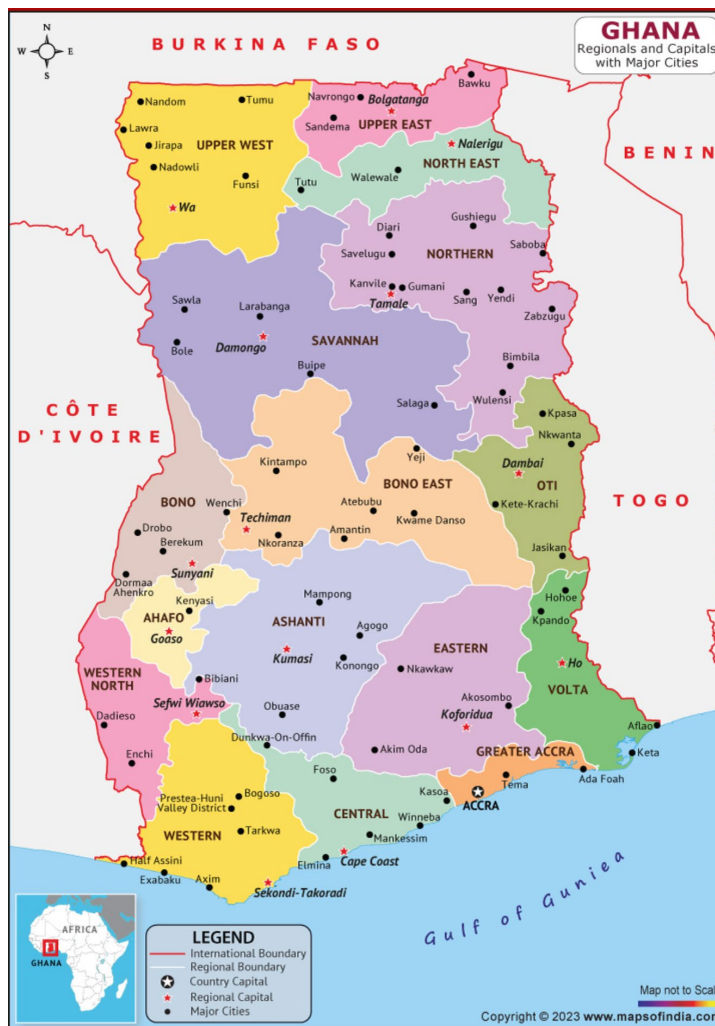 GHANA
Regionals and Capitals
with Major Cities
N
W
E
S
BURKINA FASO
BENIN
CÔTE
D'IVOIRE
TOGO
Nandom
Tumu
Lawra
Jirapa
UPPER WEST
Nadowli
Funsi
Wa
Bawku
Navrongo
Bolgatanga
Sandema
UPPER EAST
Nalerigu
NORTH EAST
Walewale
Tutu
Gushiegu
Diari
NORTHERN
Savelugu
Saboba
Kanvile
Gumani
Tamale
Sang
Yendi
Zabzugu
Bimbila
Wulensi
Sawla
Larabanga
Damongo
SAVANNAH
Bole
Buipe
Salaga
Kpasa
Nkwanta
Dambai
OTI
Kete-Krachi
Jasikan
Yeji
Kintampo
BONO EAST
Techiman
Atebubu
Kwame Danso
Nkoranza
Amantin
BONO
Wenchi
Drobo
Berekum
Sunyani
Dormaa
Ahenkro
AHAFO
Kenyasi
Goaso
Mampong
ASHANTI
Agogo
Kumasi
Konongo
Obuase
EASTERN
Nkawkaw
Akosombo
Koforidua
Akim Oda
Hohoe
Kpando
Ho
VOLTA
Aflao
Keta
WESTERN
NORTH
Bibiani
Sefwi Wiawso
Dadieso
Enchi
Dunkwa-On-Offin
Foso
CENTRAL
Kasoa
Winneba
Mankessim
Elmina
Cape Coast
GREATER ACCRA
Tema
Ada Foah
ACCRA
Prestea-Huni
Valley District
Bogoso
Tarkwa
WESTERN
Half Assini
Exabaku
Axim
Sekondi-Takoradi
Gulf of Guniea
AFRICA
GHANA
LEGEND
International Boundary
Regional Boundary
Country Capital
Regional Capital
Major Cities
Map not to Scal
Copyright © 2023 www.mapsofindia.com